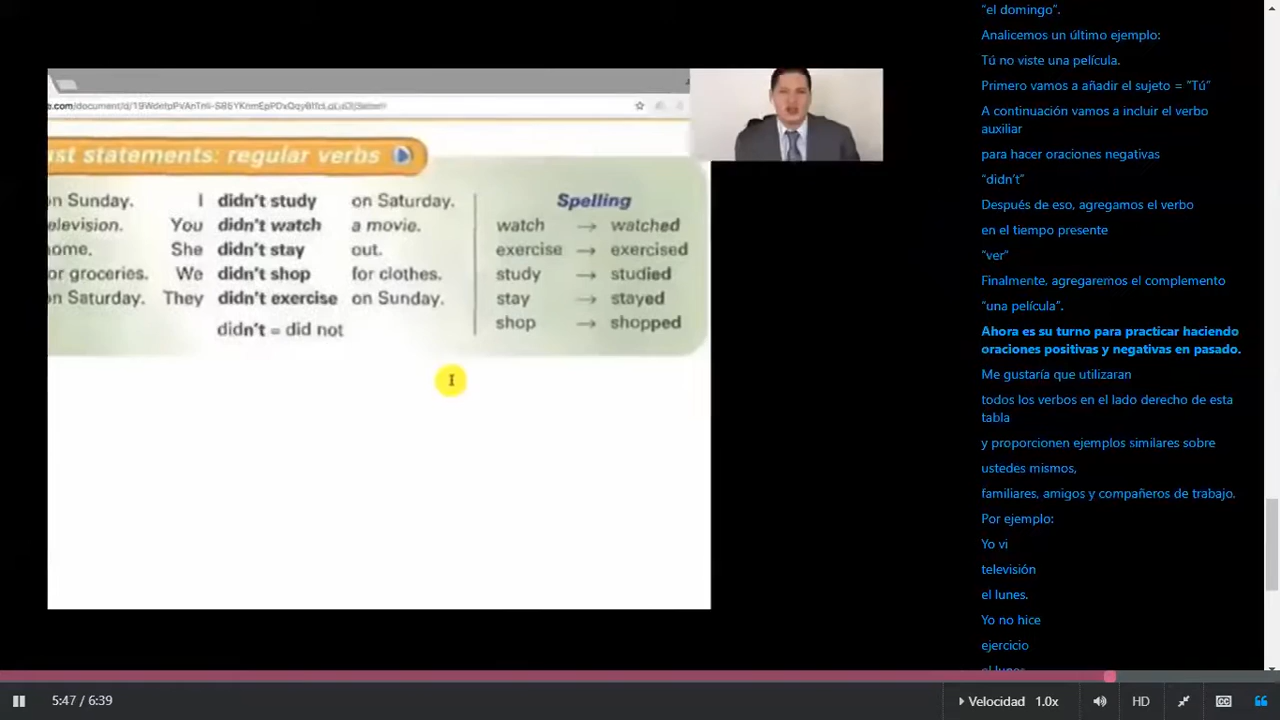 e.com/document/d/
ast statements: regular verbs
on Sunday. I didn't study on Saturday.
elevision. You didn't watch a movie.
ome. She didn't stay out.
or groceries. We didn't shop for clothes.
on Saturday. They didn't exercise on Sunday.
didn't = did not
Spelling
watch → watched
exercise → exercised
study → studied
stay → stayed
shop → shopped
"el domingo".
Analicemos un último ejemplo:
Tú no viste una película.
Primero vamos a añadir el sujeto = "Tú"
A continuación vamos a incluir el verbo
auxiliar
para hacer oraciones negativas
"didn't"
Después de eso, agregamos el verbo
en el tiempo presente
"ver"
Finalmente, agregaremos el complemento
"una película".
Ahora es su turno para practicar haciendo
oraciones positivas y negativas en pasado.
Me gustaría que utilizaran
todos los verbos en el lado derecho de esta
tabla
y proporcionen ejemplos similares sobre
ustedes mismos,
familiares, amigos y compañeros de trabajo.
Por ejemplo:
Yo vi
televisión
el lunes.
Yo no hice
ejercicio
el lunes
5:47 / 6:39
Velocidad 1.0x
HD
CC